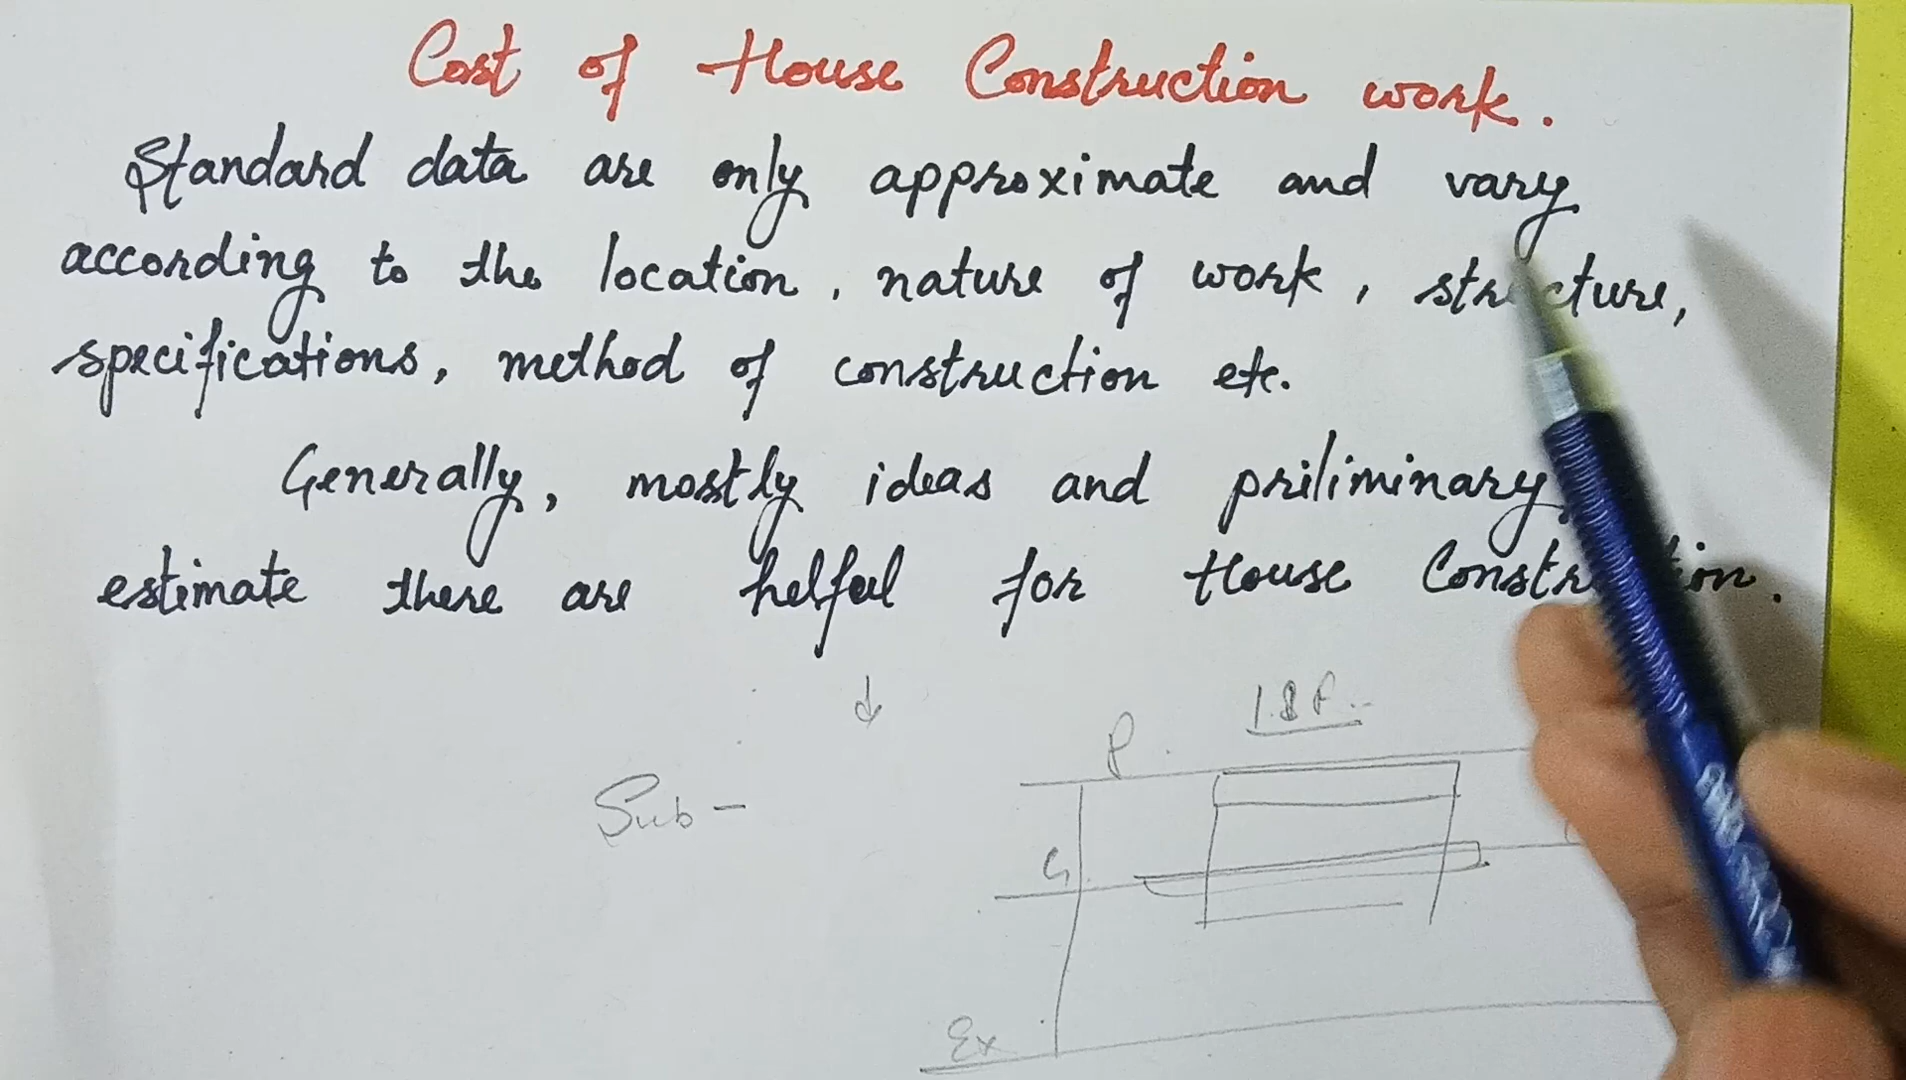 Cost of House Construction work.
Standard data are only approximate and vary
according to the location, nature of work, structure,
specifications, method of construction etc.
Generally, mostly ideas and priliminary
estimate there are helful for House Construction.
P.
G.
Sub-
Ex